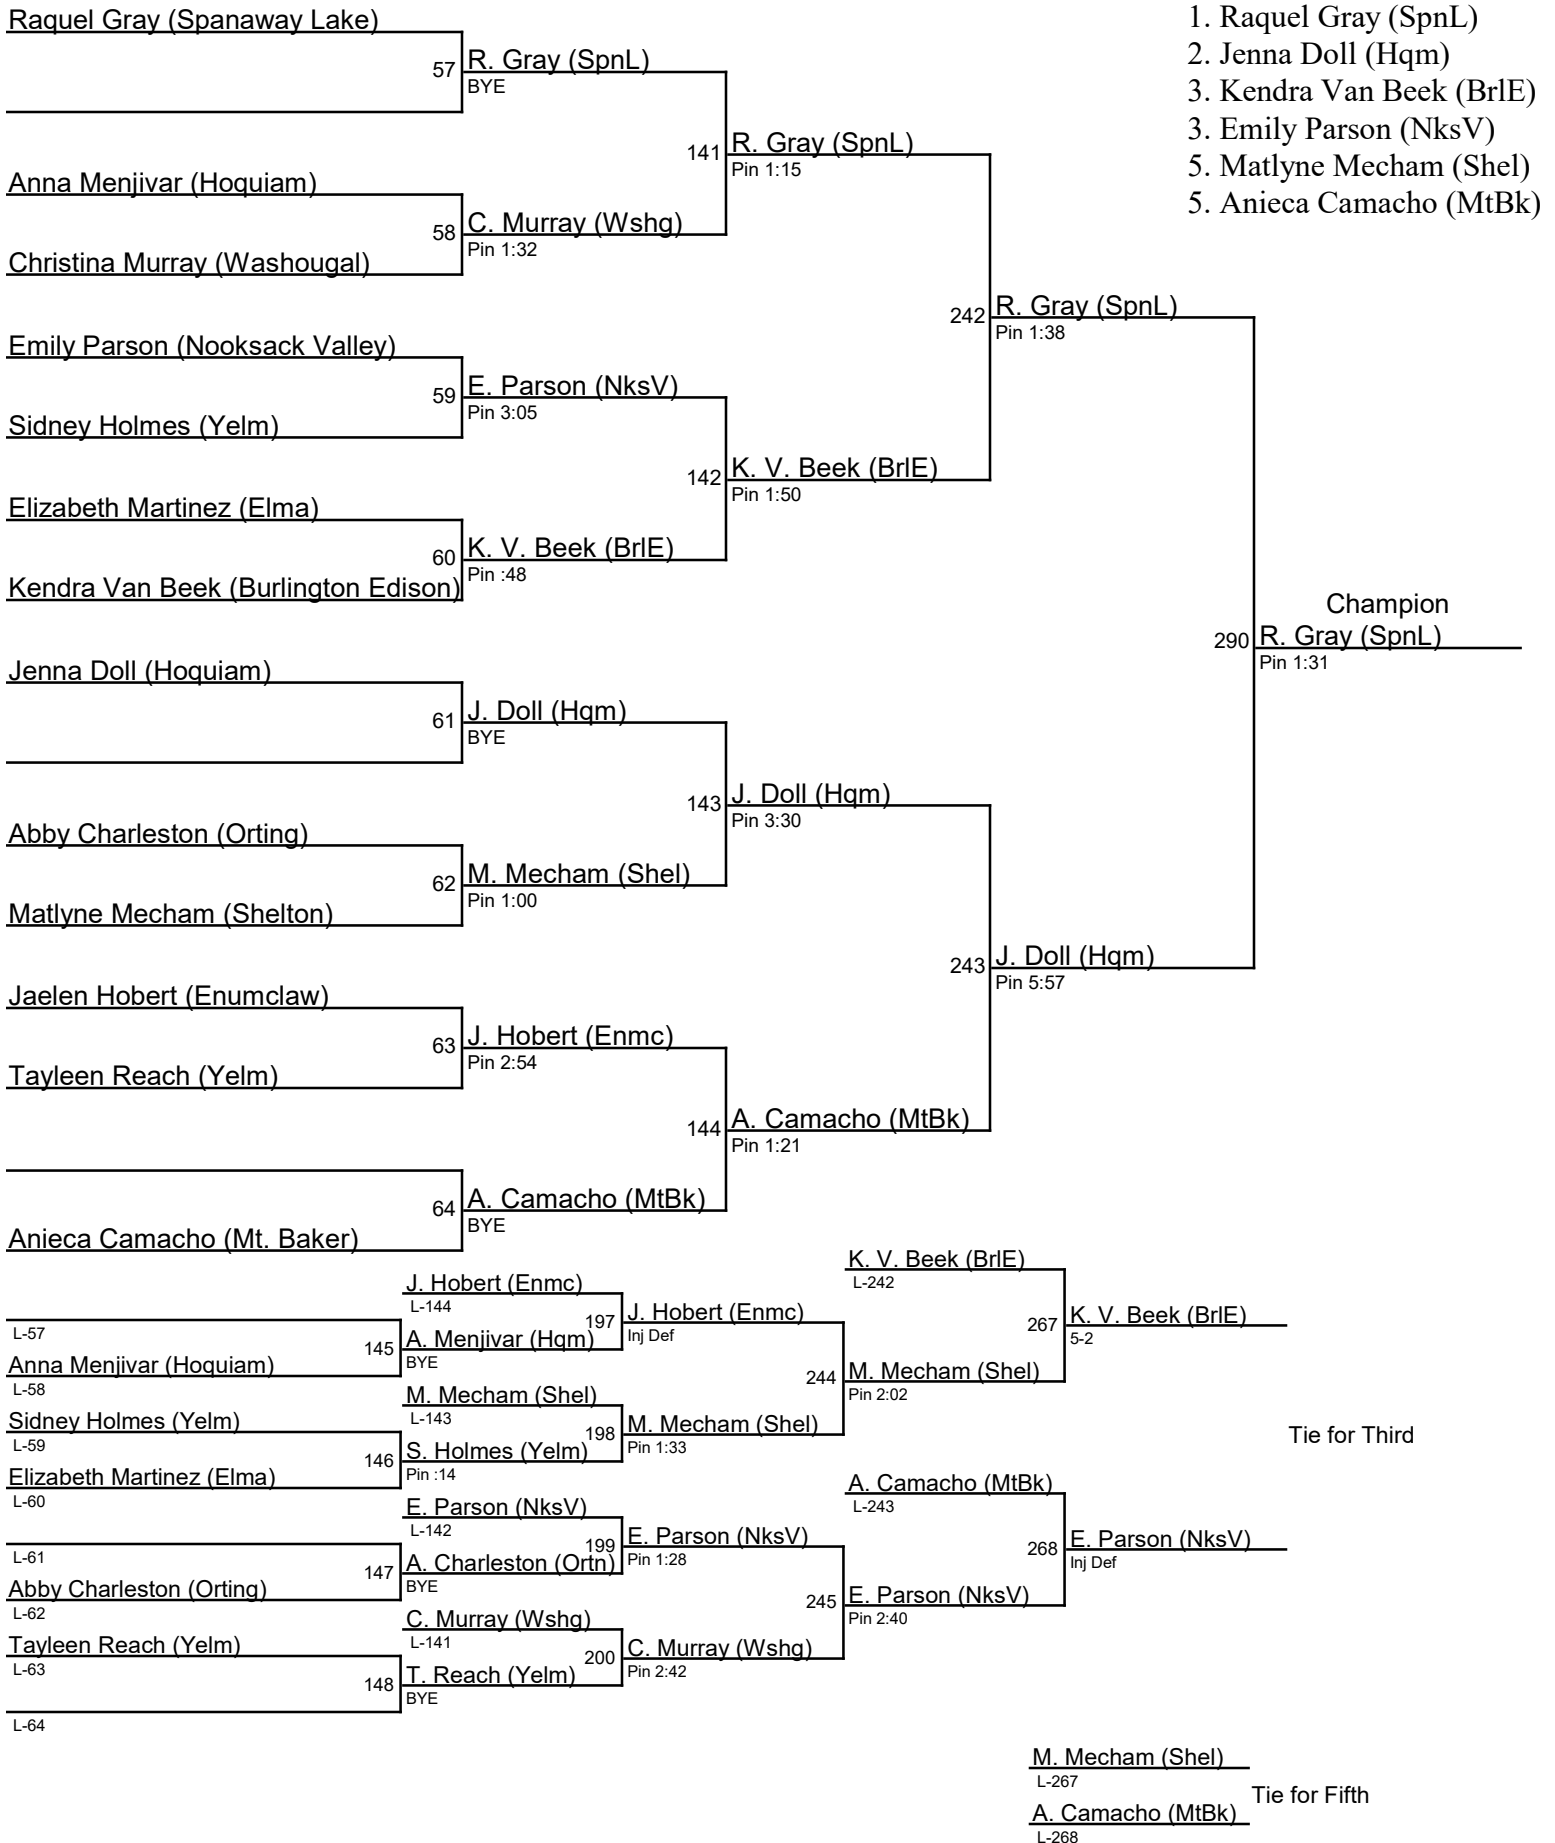 Raquel Gray (Spanaway Lake)
57
R. Gray (SpnL)
BYE
Anna Menjivar (Hoquiam)
Christina Murray (Washougal)
58
C. Murray (Wshg)
Pin 1:32
141
R. Gray (SpnL)
Pin 1:15
Emily Parson (Nooksack Valley)
Sidney Holmes (Yelm)
59
E. Parson (NksV)
Pin 3:05
Elizabeth Martinez (Elma)
Kendra Van Beek (Burlington Edison)
60
K. V. Beek (BrlE)
Pin :48
142
K. V. Beek (BrlE)
Pin 1:50
242
R. Gray (SpnL)
Pin 1:38
Jenna Doll (Hoquiam)
61
J. Doll (Hqm)
BYE
Abby Charleston (Orting)
Matlyne Mecham (Shelton)
62
M. Mecham (Shel)
Pin 1:00
143
J. Doll (Hqm)
Pin 3:30
Jaelen Hobert (Enumclaw)
Tayleen Reach (Yelm)
63
J. Hobert (Enmc)
Pin 2:54
Anieca Camacho (Mt. Baker)
64
A. Camacho (MtBk)
BYE
144
A. Camacho (MtBk)
Pin 1:21
243
J. Doll (Hqm)
Pin 5:57
Champion
290
R. Gray (SpnL)
Pin 1:31
1. Raquel Gray (SpnL)
2. Jenna Doll (Hqm)
3. Kendra Van Beek (BrlE)
3. Emily Parson (NksV)
5. Matlyne Mecham (Shel)
5. Anieca Camacho (MtBk)
L-57
Anna Menjivar (Hoquiam)
L-58
145
J. Hobert (Enmc)
L-144
A. Menjivar (Hqm)
BYE
197
J. Hobert (Enmc)
Inj Def
Sidney Holmes (Yelm)
L-59
Elizabeth Martinez (Elma)
L-60
146
M. Mecham (Shel)
L-143
S. Holmes (Yelm)
Pin :14
198
M. Mecham (Shel)
Pin 1:33
244
K. V. Beek (BrlE)
L-242
M. Mecham (Shel)
Pin 2:02
267
K. V. Beek (BrlE)
5-2
L-61
Abby Charleston (Orting)
L-62
147
E. Parson (NksV)
L-142
A. Charleston (Ortn)
BYE
199
E. Parson (NksV)
Pin 1:28
Tayleen Reach (Yelm)
L-63
L-64
148
C. Murray (Wshg)
L-141
T. Reach (Yelm)
BYE
200
C. Murray (Wshg)
Pin 2:42
245
A. Camacho (MtBk)
L-243
E. Parson (NksV)
Pin 2:40
268
E. Parson (NksV)
Inj Def
Tie for Third
M. Mecham (Shel)
L-267
A. Camacho (MtBk)
L-268
Tie for Fifth